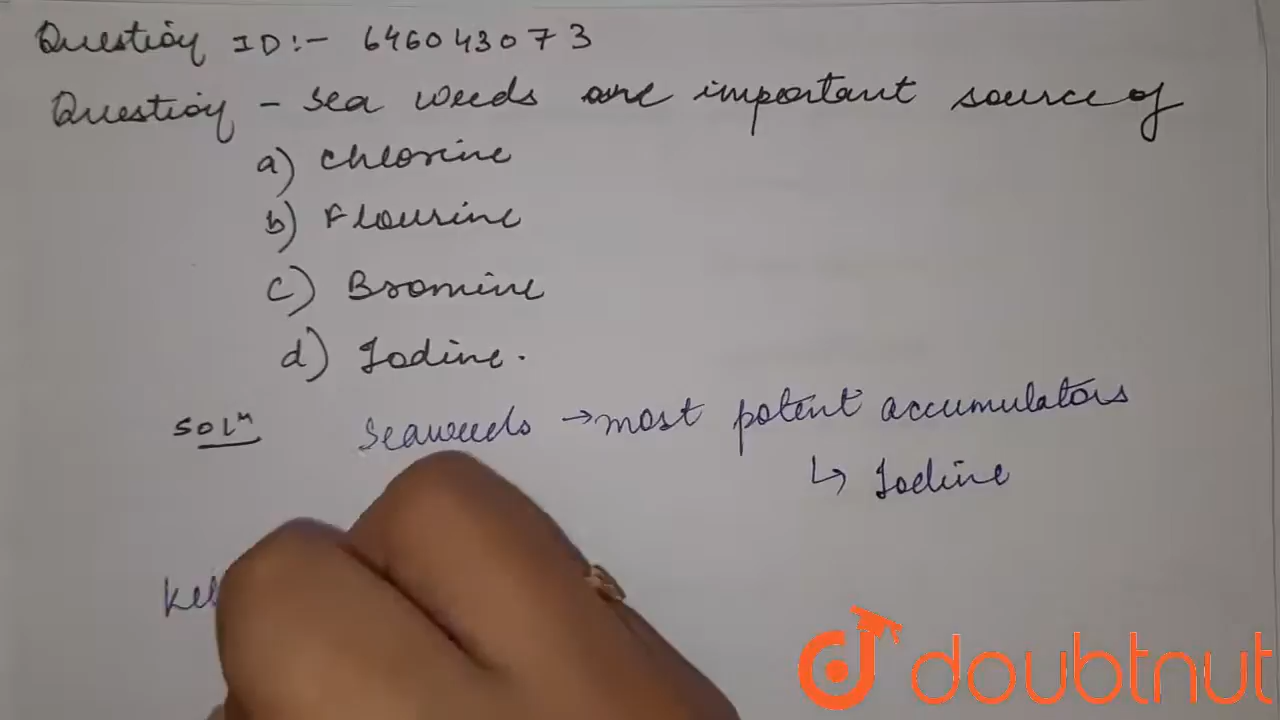 Question ID:- 646043073
Question - sea weeds are important source of
a) Chlorine
b) Flourine
c) Bromine
d) Iodine.
Solⁿ seaweeds → most potent accumulators
↳ Iodine
doubtnut